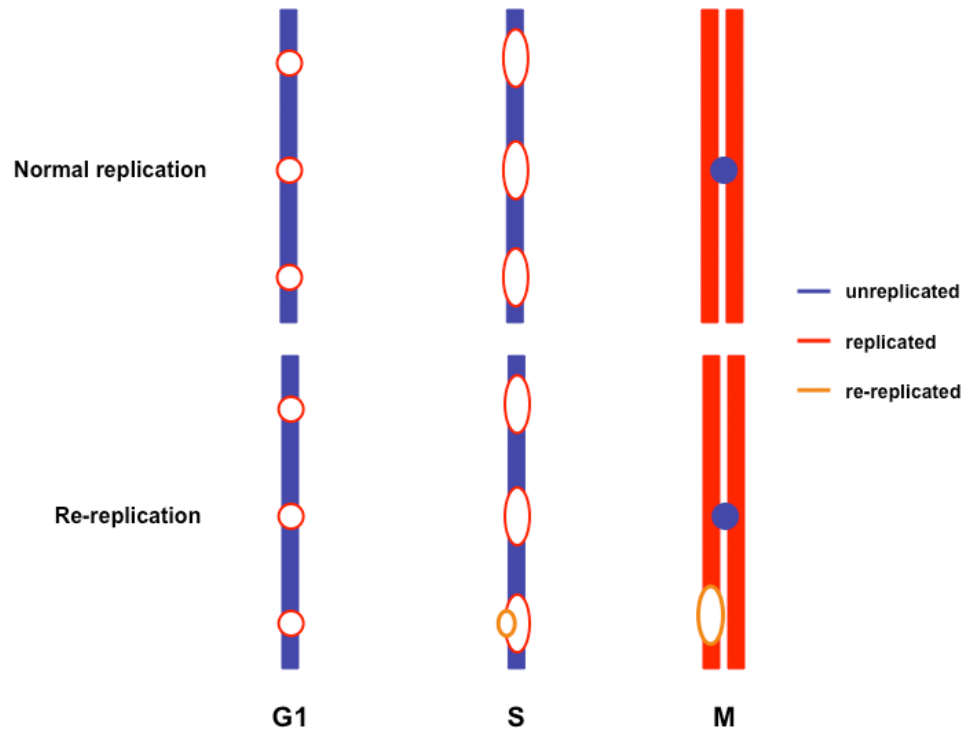 Normal replication
unreplicated
replicated
re-replicated
Re-replication
G1
S
M